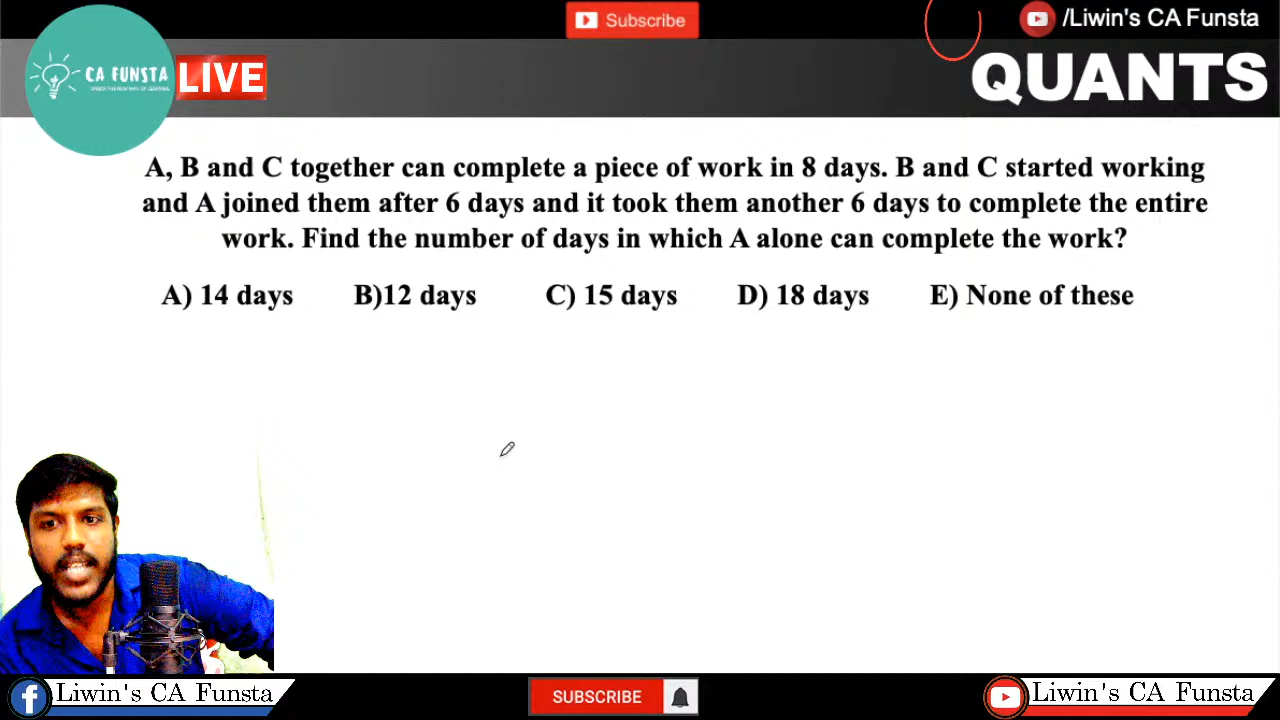 Subscribe
/Liwin's CA Funsta
CA FUNSTA
LIVE
QUANTS
A, B and C together can complete a piece of work in 8 days. B and C started working
and A joined them after 6 days and it took them another 6 days to complete the entire
work. Find the number of days in which A alone can complete the work?
A) 14 days B)12 days C) 15 days D) 18 days E) None of these
Liwin's CA Funsta
SUBSCRIBE
Liwin's CA Funsta